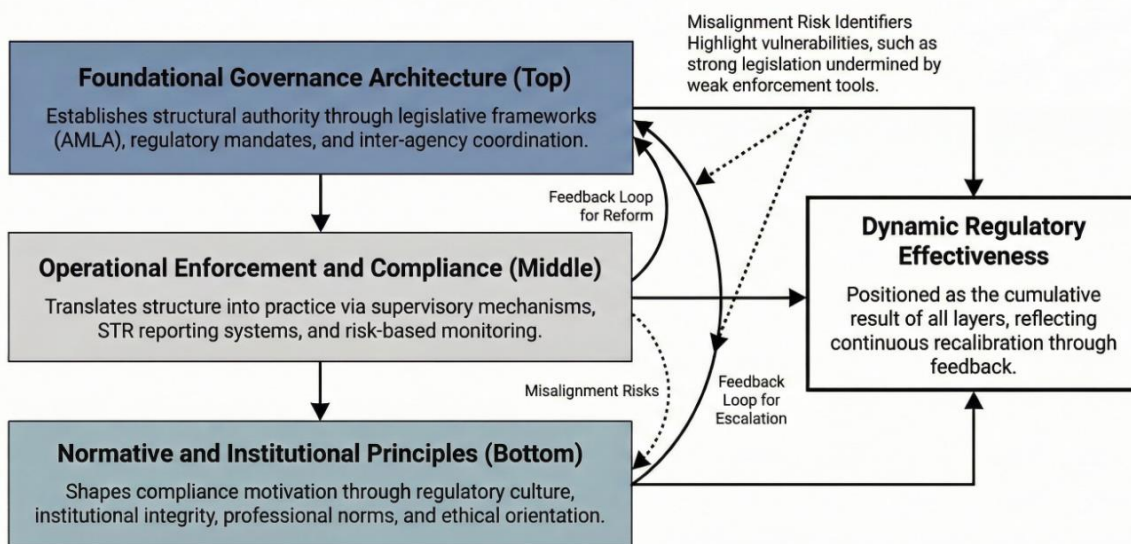 Misalignment Risk Identifiers
Highlight vulnerabilities, such as
strong legislation undermined by
weak enforcement tools.
Foundational Governance Architecture (Top)
Establishes structural authority through legislative frameworks
(AMLA), regulatory mandates, and inter-agency coordination.
Feedback Loop
for Reform
Operational Enforcement and Compliance (Middle)
Translates structure into practice via supervisory mechanisms,
STR reporting systems, and risk-based monitoring.
Dynamic Regulatory
Effectiveness
Positioned as the cumulative
result of all layers, reflecting
continuous recalibration through
feedback.
Misalignment Risks
Feedback
Loop for
Escalation
Normative and Institutional Principles (Bottom)
Shapes compliance motivation through regulatory culture,
institutional integrity, professional norms, and ethical orientation.